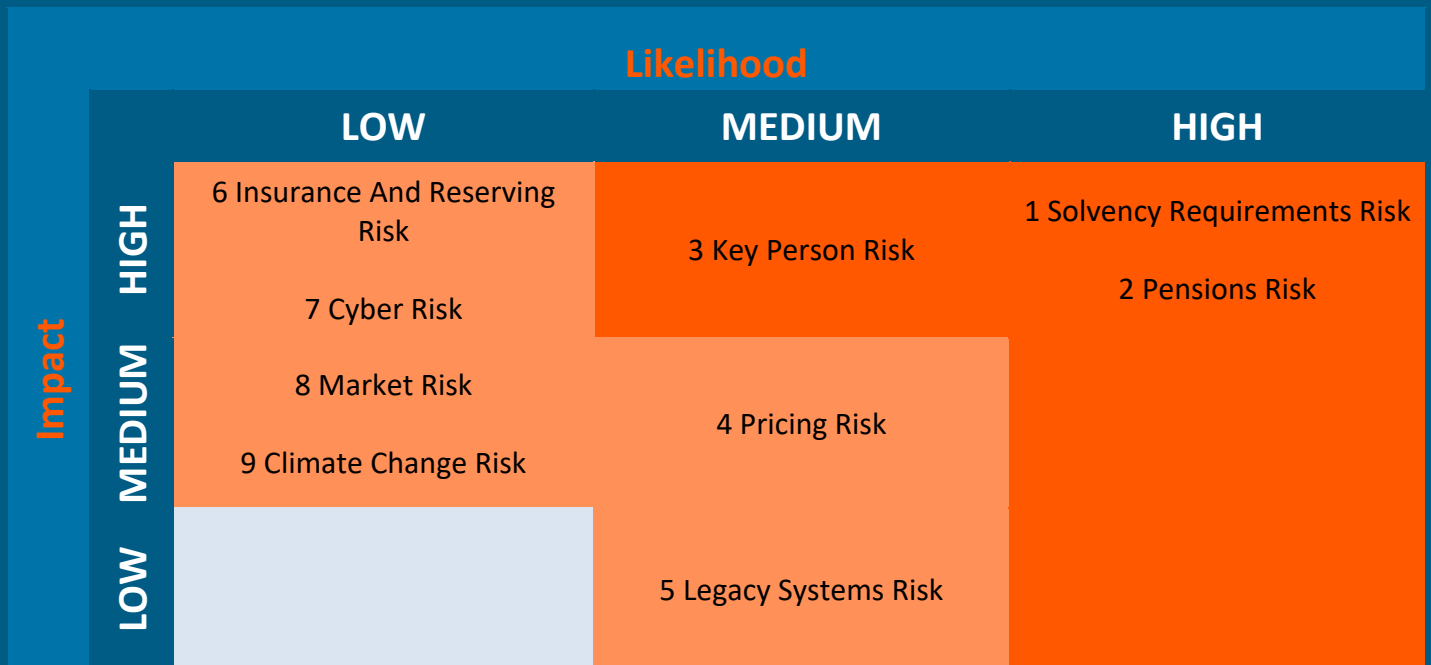 Likelihood
LOW
MEDIUM
HIGH
Impact
HIGH
6 Insurance And Reserving
Risk
7 Cyber Risk
3 Key Person Risk
1 Solvency Requirements Risk
2 Pensions Risk
MEDIUM
8 Market Risk
9 Climate Change Risk
4 Pricing Risk
LOW
5 Legacy Systems Risk